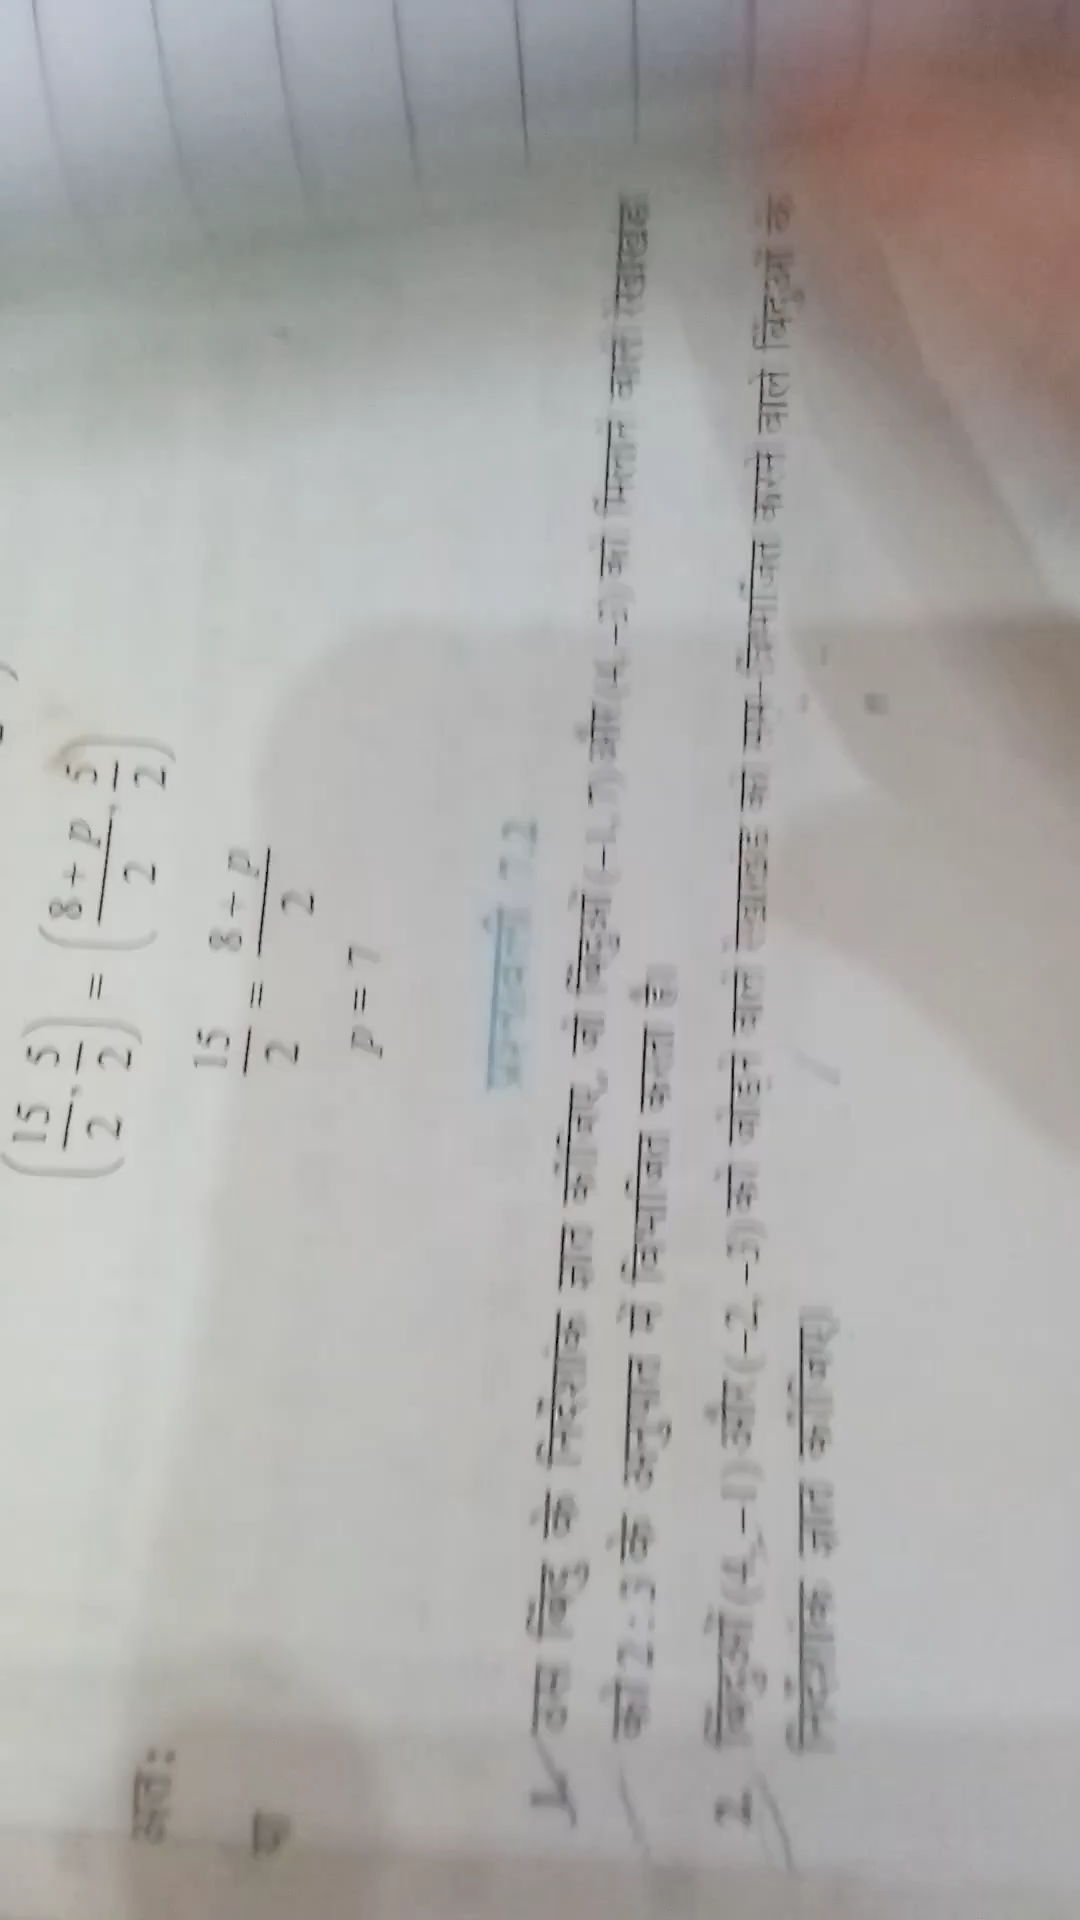 अतः (15/2, 5/2) = ((8 + p)/2, 5/2)
या 15/2 = (8 + p)/2
p = 7
प्रश्नावली 7.2
1. उस बिंदु के निर्देशांक ज्ञात कीजिए, जो बिंदुओं (−1, 7) और (4, −3) को मिलाने वाले रेखाखंड
को 2 : 3 के अनुपात में विभाजित करता है।
2. बिंदुओं (4, −1) और (−2, −3) को जोड़ने वाले रेखाखंड को सम-त्रिभाजित करने वाले बिंदुओं के
निर्देशांक ज्ञात कीजिए।